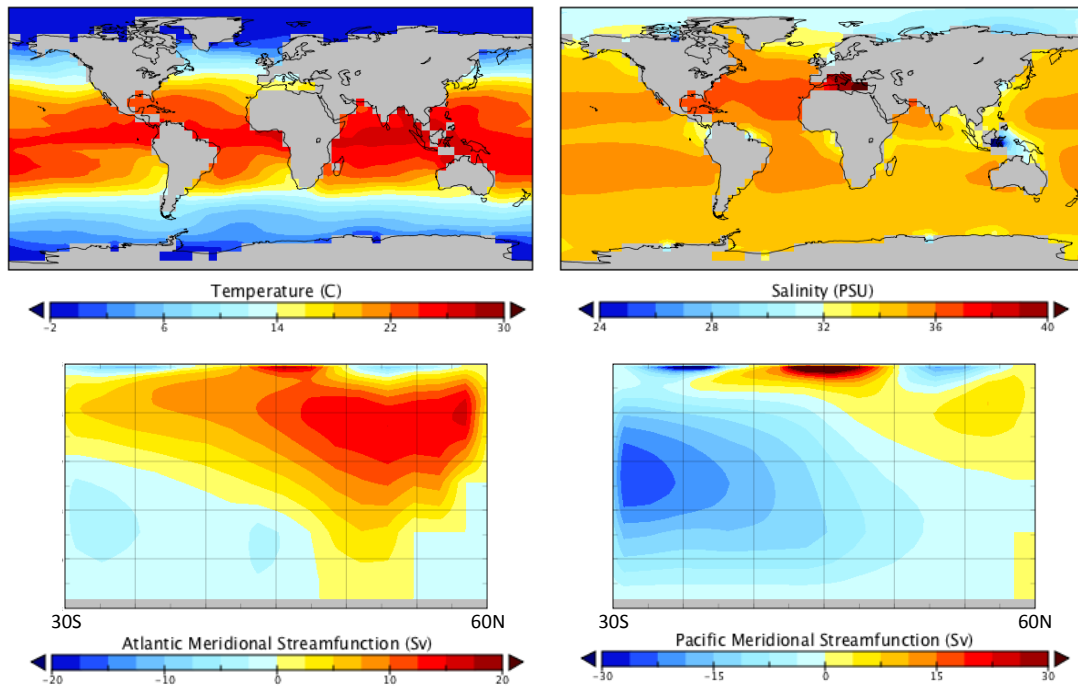 Temperature (C)
-2 6 14 22 30
Salinity (PSU)
24 28 32 36 40
30S 60N
Atlantic Meridional Streamfunction (Sv)
-20 -10 0 10 20
30S 60N
Pacific Meridional Streamfunction (Sv)
-30 -15 0 15 30